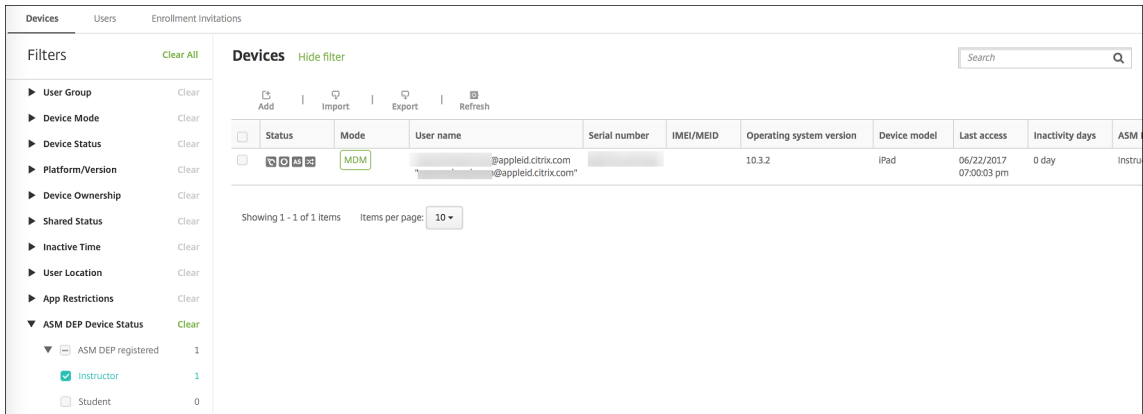 Devices Users Enrollment Invitations
Filters Clear All
User Group Clear
Device Mode Clear
Device Status Clear
Platform/Version Clear
Device Ownership Clear
Shared Status Clear
Inactive Time Clear
User Location Clear
App Restrictions Clear
ASM DEP Device Status Clear
ASM DEP registered 1
Instructor 1
Student 0
Devices Hide filter
Search
Add | Import | Export | Refresh
Status Mode User name Serial number IMEI/MEID Operating system version Device model Last access Inactivity days ASM
AS MDM @appleid.citrix.com 10.3.2 iPad 06/22/2017 0 day Instru
"@appleid.citrix.com" 07:00:03 pm
Showing 1 - 1 of 1 items Items per page: 10